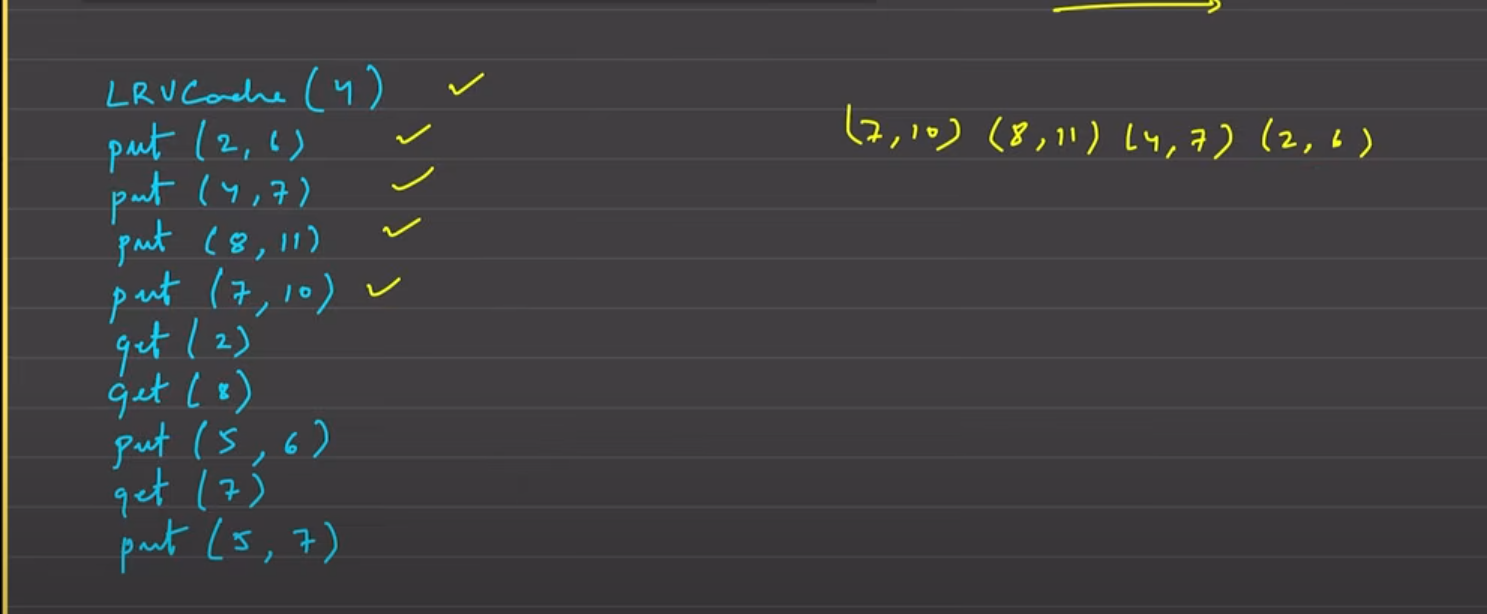 LRUCache (4)
put (2, 6)
put (4, 7)
put (8, 11)
put (7, 10)
get (2)
get (8)
put (5, 6)
get (7)
put (5, 7)
(7, 10) (8, 11) (4, 7) (2, 6)